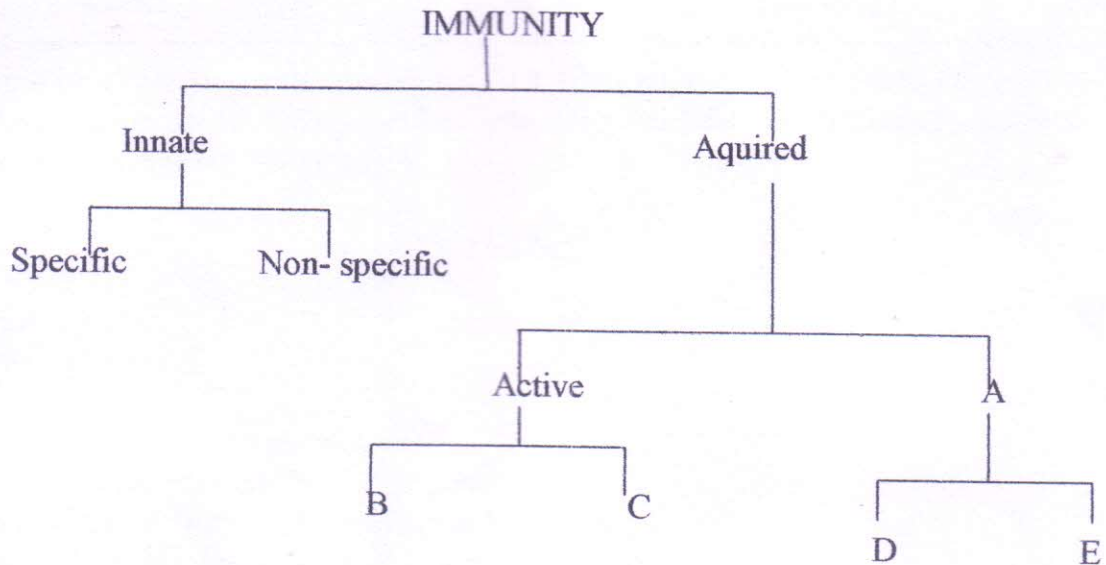 IMMUNITY
Innate Aquired
Specific Non- specific
Active A
B C
D E